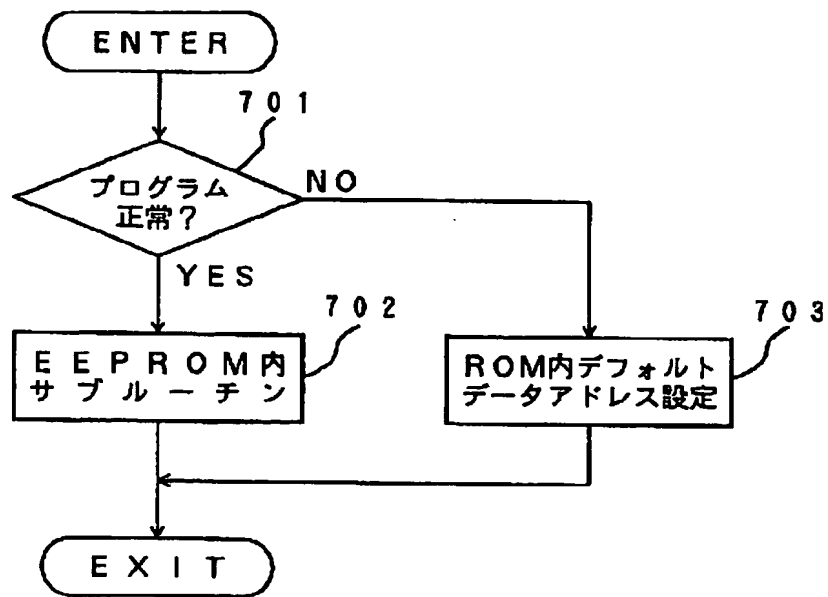 ENTER
701
プログラム
正常?
NO
YES
702
EEPROM内
サブルーチン
703
ROM内デフォルト
データアドレス設定
EXIT